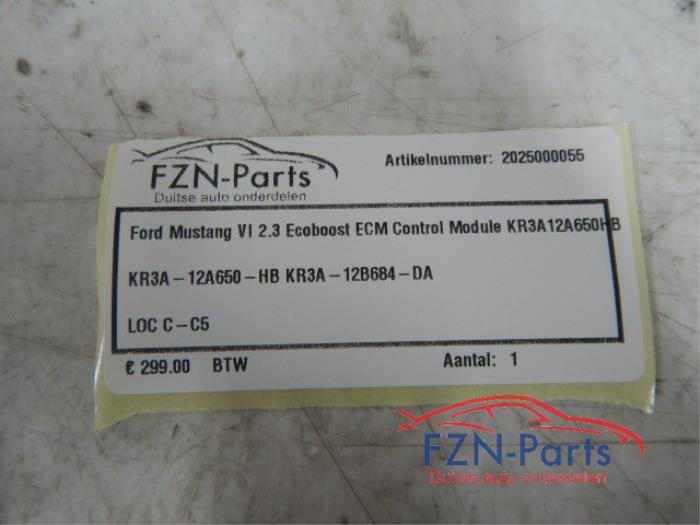 FZN-Parts
Duitse auto onderdelen
Artikelnummer: 2025000055
Ford Mustang VI 2.3 Ecoboost ECM Control Module KR3A12A650HB
KR3A-12A650-HB KR3A-12B684-DA
LOC C-C5
€ 299.00 BTW
Aantal: 1
FZN-Parts
Duitse auto onderdelen